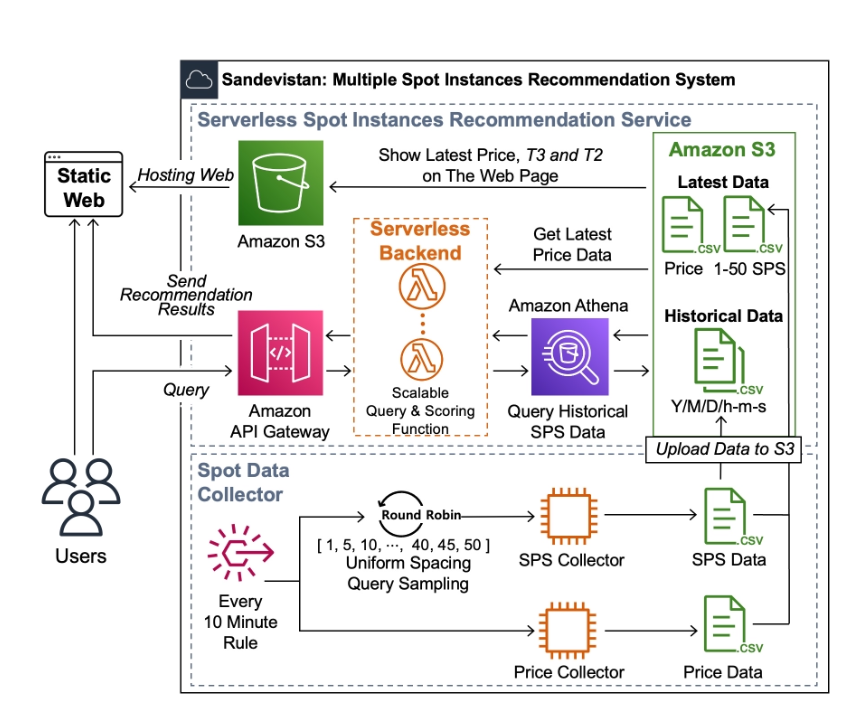 Sandevistan: Multiple Spot Instances Recommendation System
Serverless Spot Instances Recommendation Service
Static
Web
Hosting Web
Amazon S3
Show Latest Price, T3 and T2
on The Web Page
Amazon S3
Latest Data
.CSV
.CSV
Price
1-50 SPS
Serverless
Backend
Get Latest
Price Data
Send
Recommendation
Results
Amazon Athena
Historical Data
.CSV
Y/M/D/h-m-s
Query
Amazon
API Gateway
Scalable
Query & Scoring
Function
Query Historical
SPS Data
Upload Data to S3
Users
Spot Data
Collector
Every
10 Minute
Rule
Round Robin
[ 1, 5, 10, ···, 40, 45, 50 ]
Uniform Spacing
Query Sampling
SPS Collector
.CSV
SPS Data
Price Collector
.CSV
Price Data